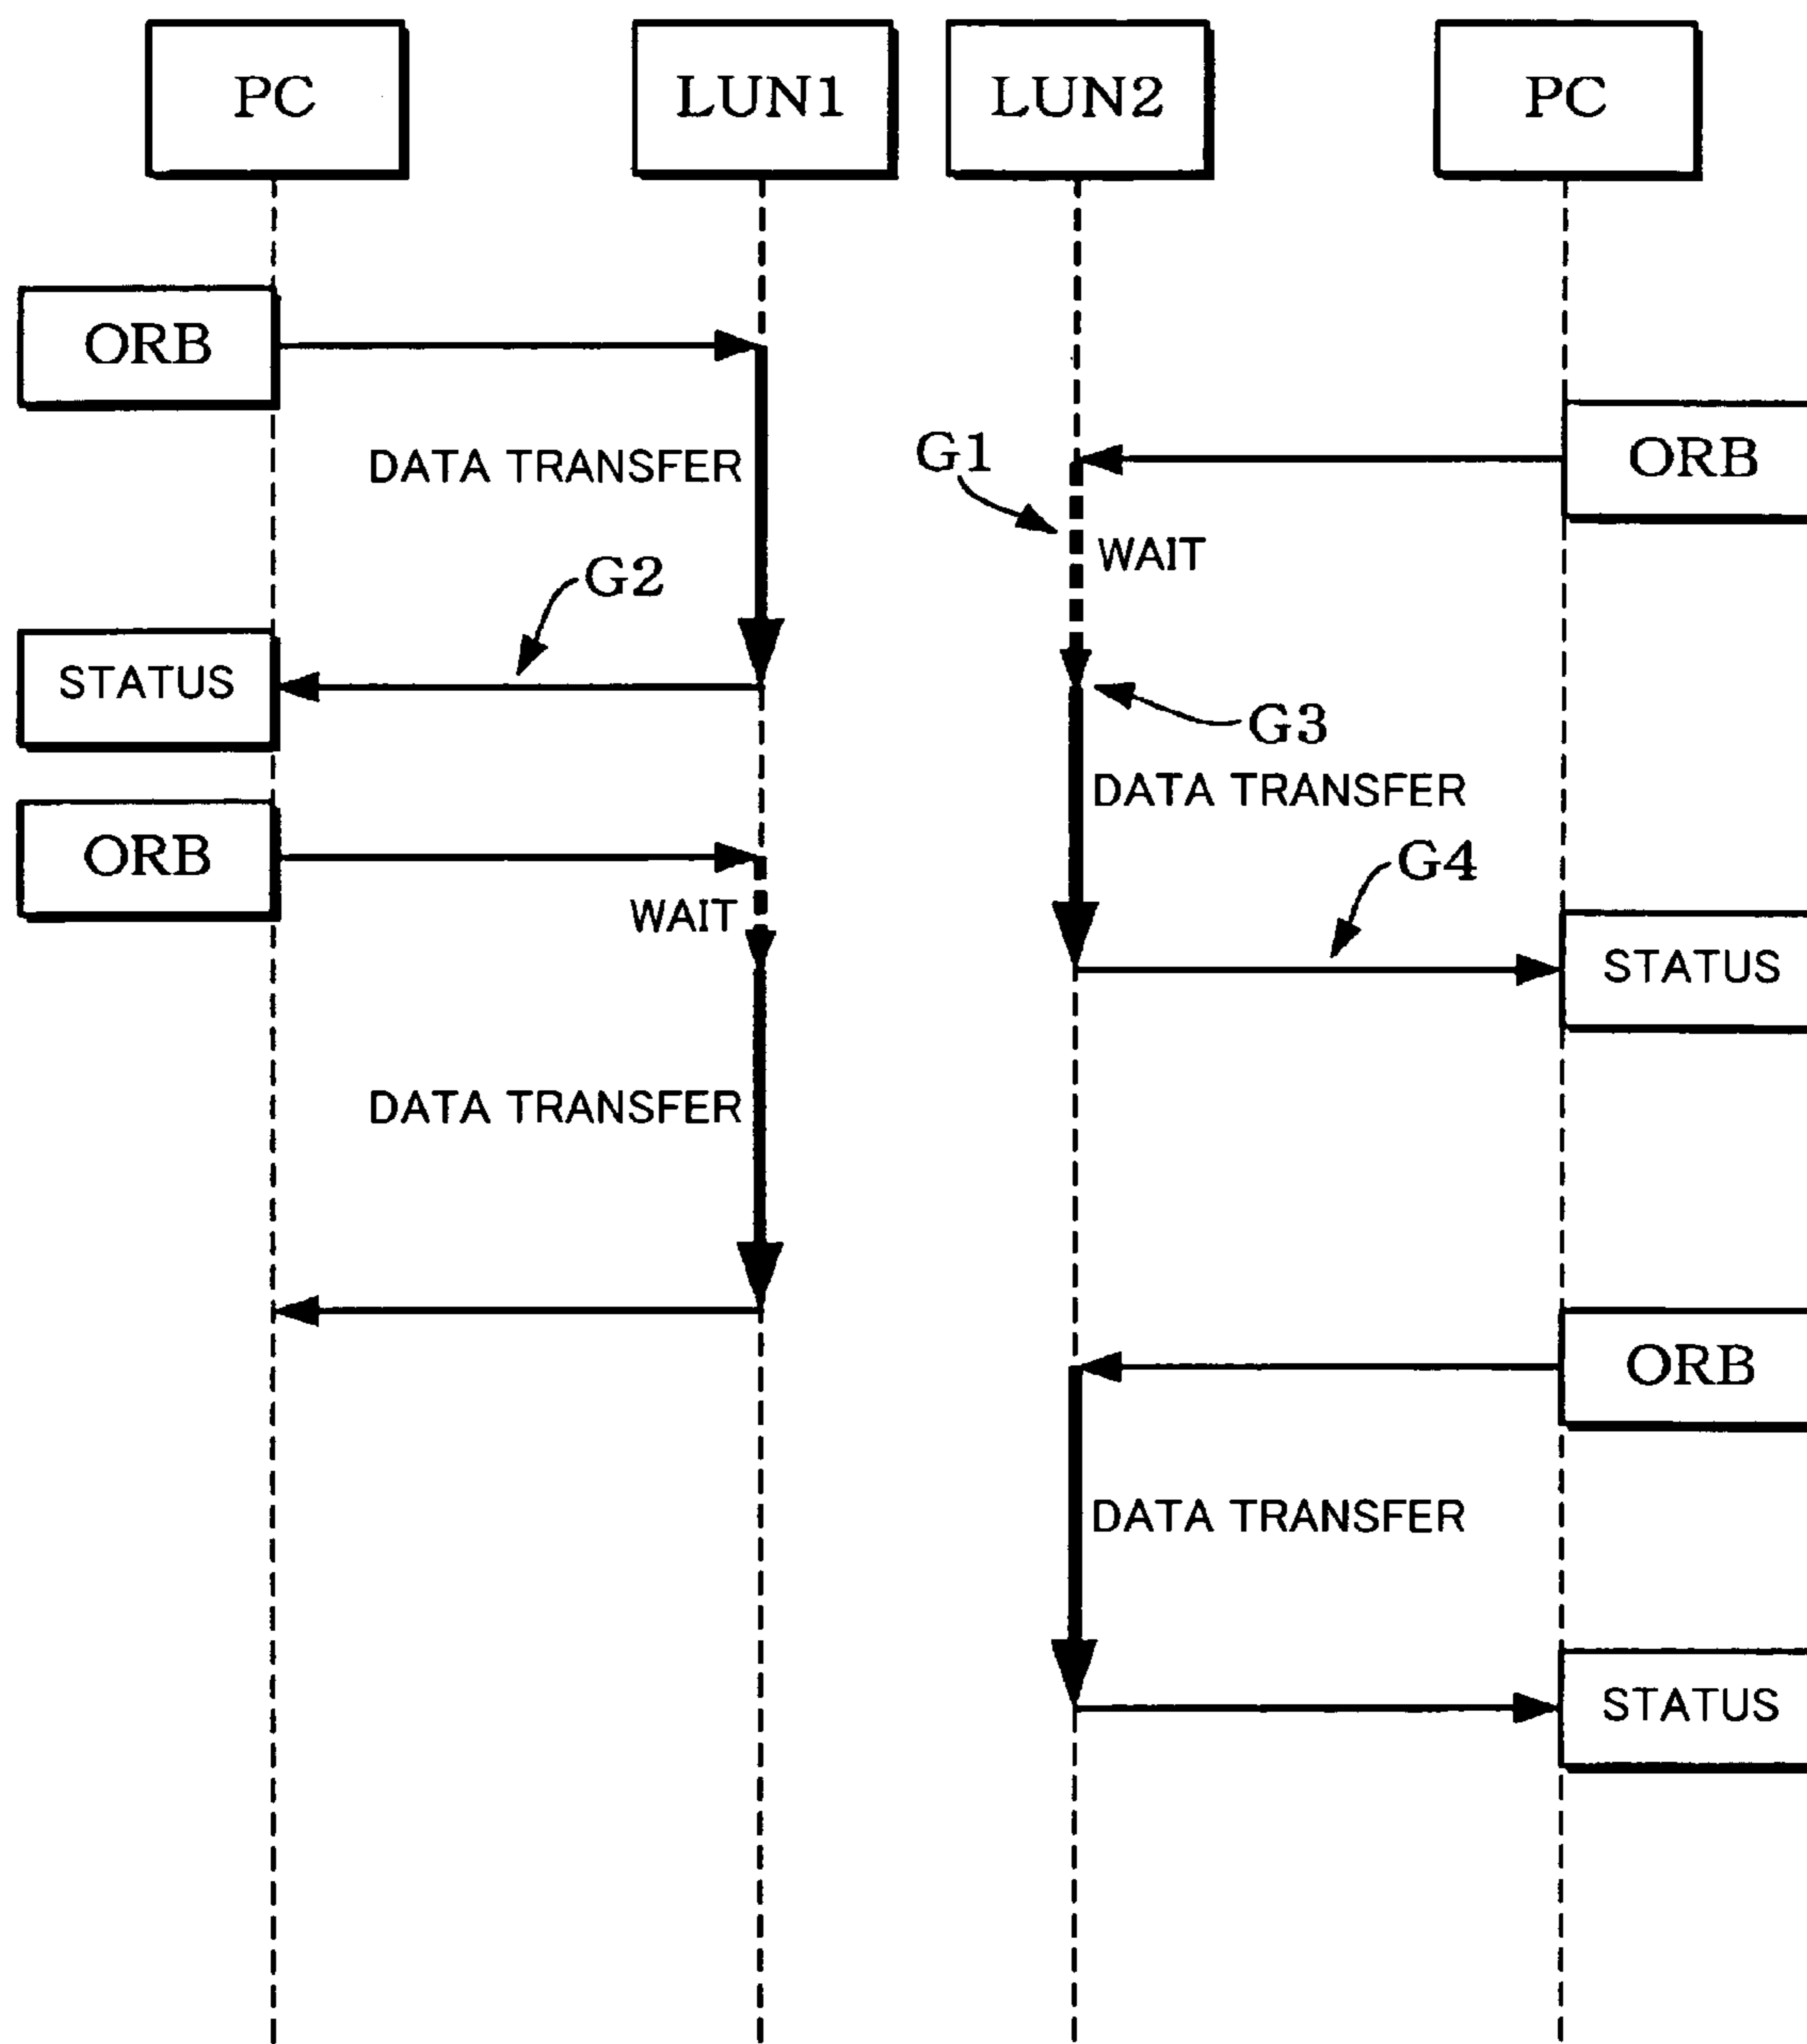 PC
LUN1
LUN2
PC
ORB
DATA TRANSFER
G1
ORB
WAIT
G2
STATUS
G3
DATA TRANSFER
ORB
G4
WAIT
STATUS
DATA TRANSFER
ORB
DATA TRANSFER
STATUS